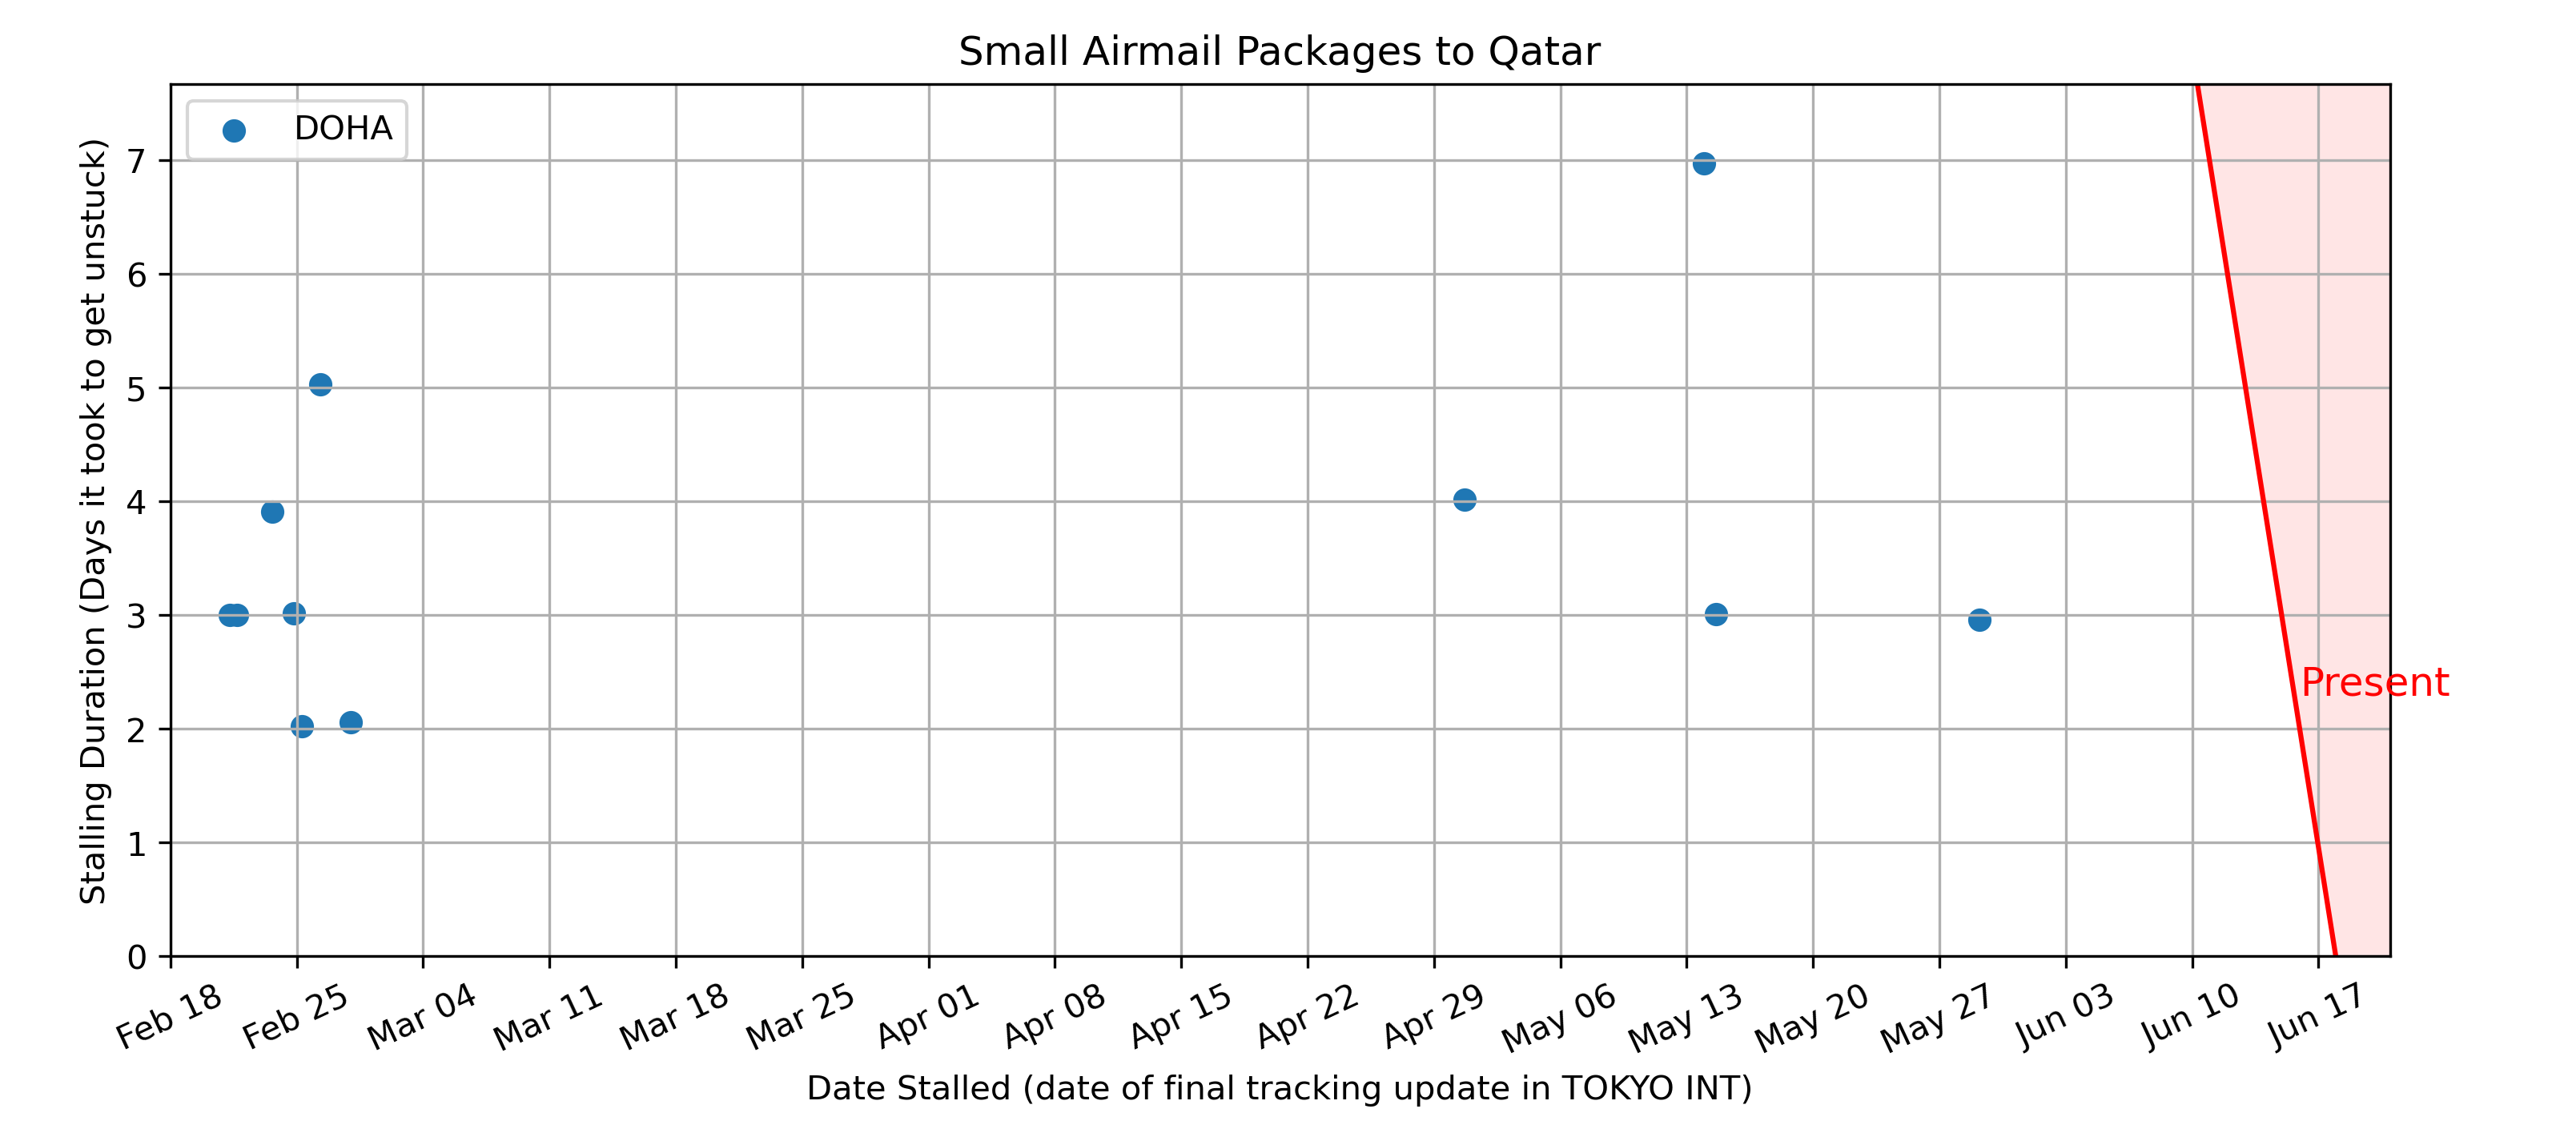 Small Airmail Packages to Qatar
DOHA
Stalling Duration (Days it took to get unstuck)
7
6
5
4
3
2
1
0
Present
Feb 18
Feb 25
Mar 04
Mar 11
Mar 18
Mar 25
Apr 01
Apr 08
Apr 15
Apr 22
Apr 29
May 06
May 13
May 20
May 27
Jun 03
Jun 10
Jun 17
Date Stalled (date of final tracking update in TOKYO INT)